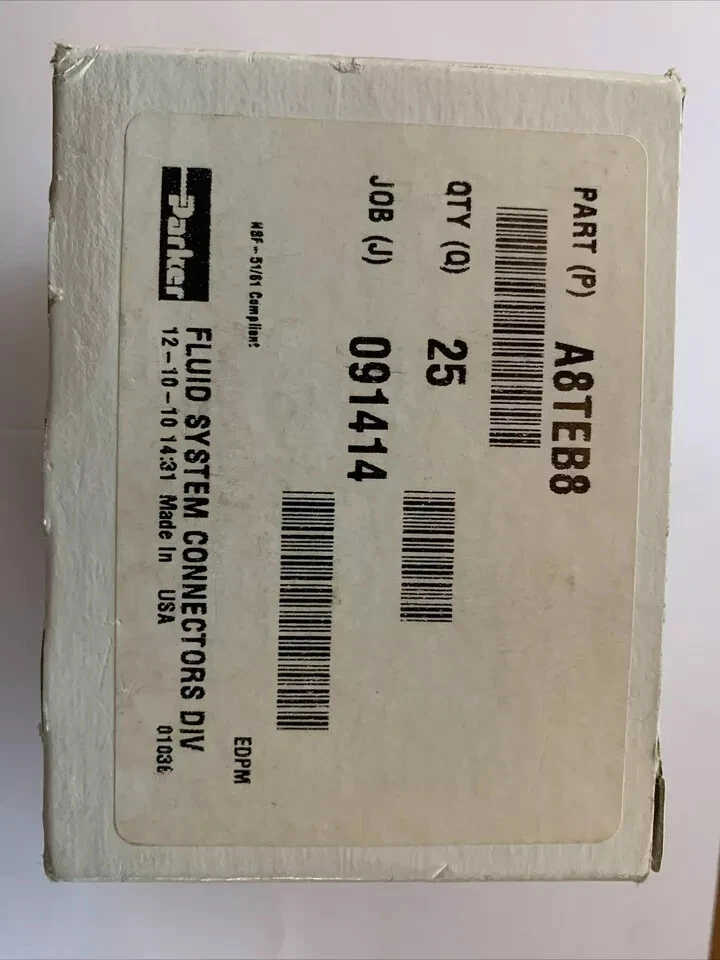 PART (P) A8TEB8
QTY (Q) 25
JOB (J) 091414
NSF-51/61 Compliant EDPM
Parker FLUID SYSTEM CONNECTORS DIV
12-10-10 14:31 Made In USA 01036